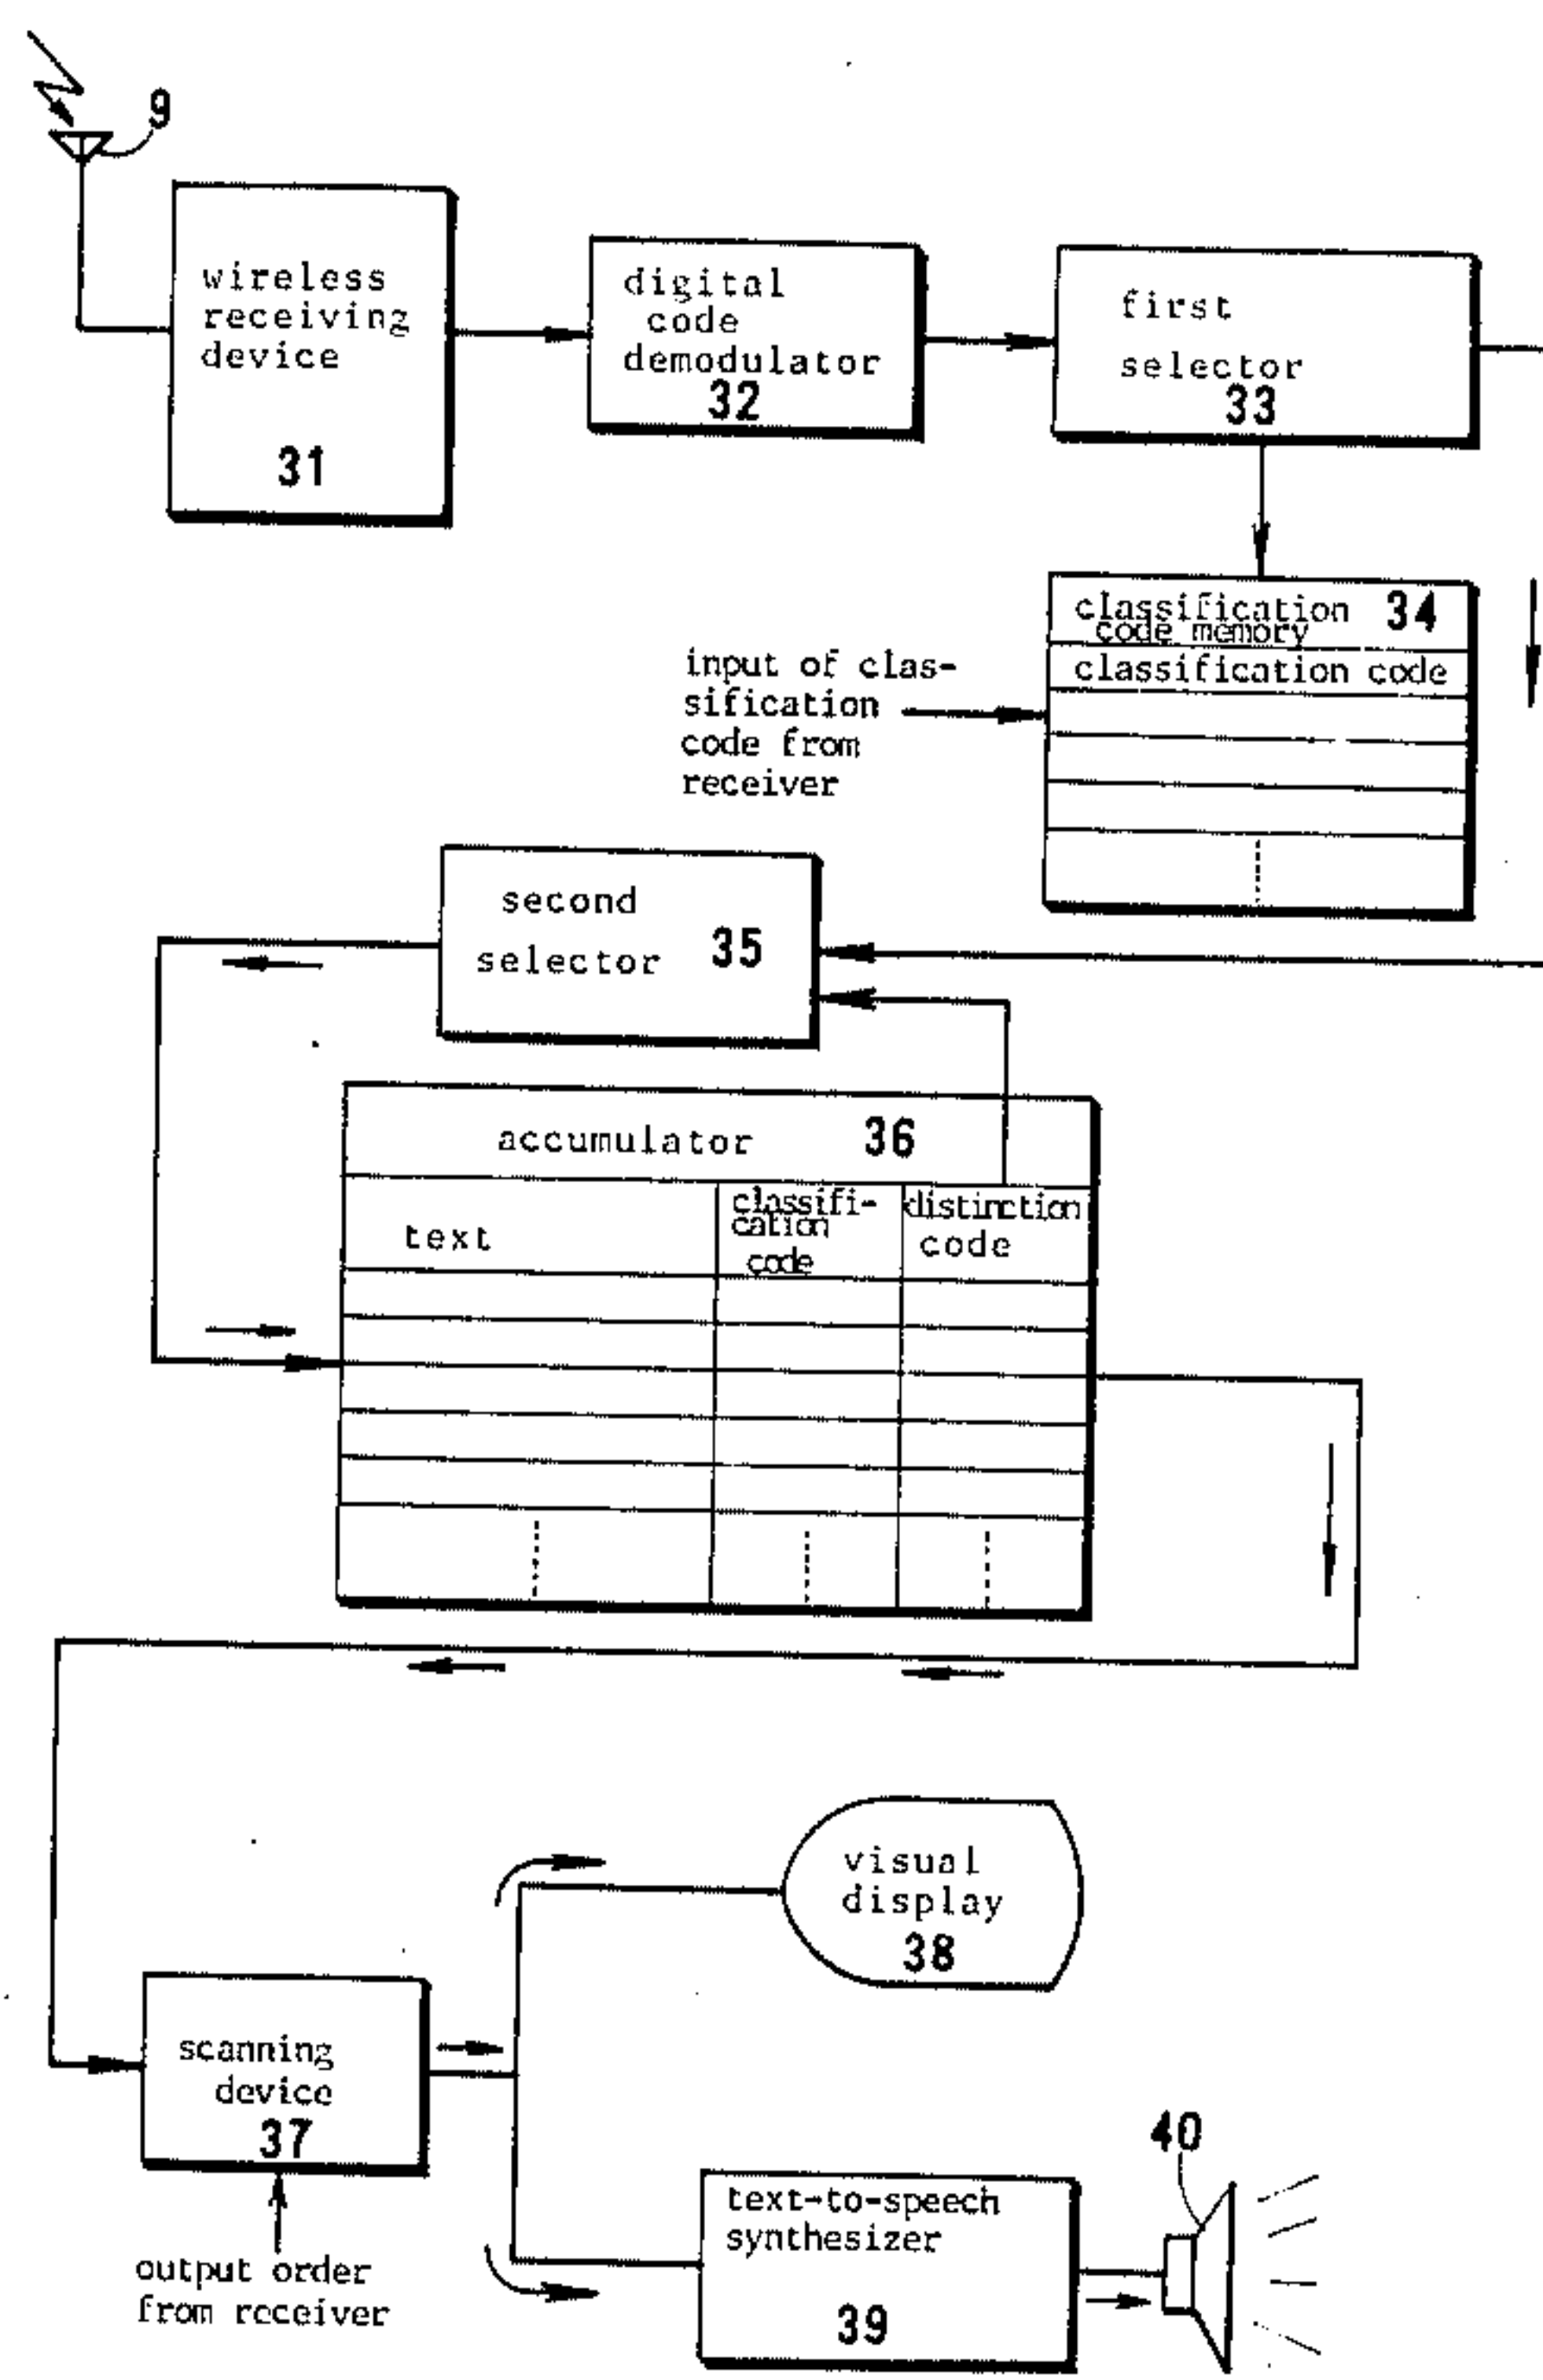 9
wireless
receiving
device
31
digital
code
demodulator
32
first
selector
33
classification 34
code memory
classification code
input of clas-
sification
code from
receiver
second
selector 35
accumulator 36
text
classifi-
cation
code
distinction
code
visual
display
38
scanning
device
37
output order
from receiver
40
text-to-speech
synthesizer
39